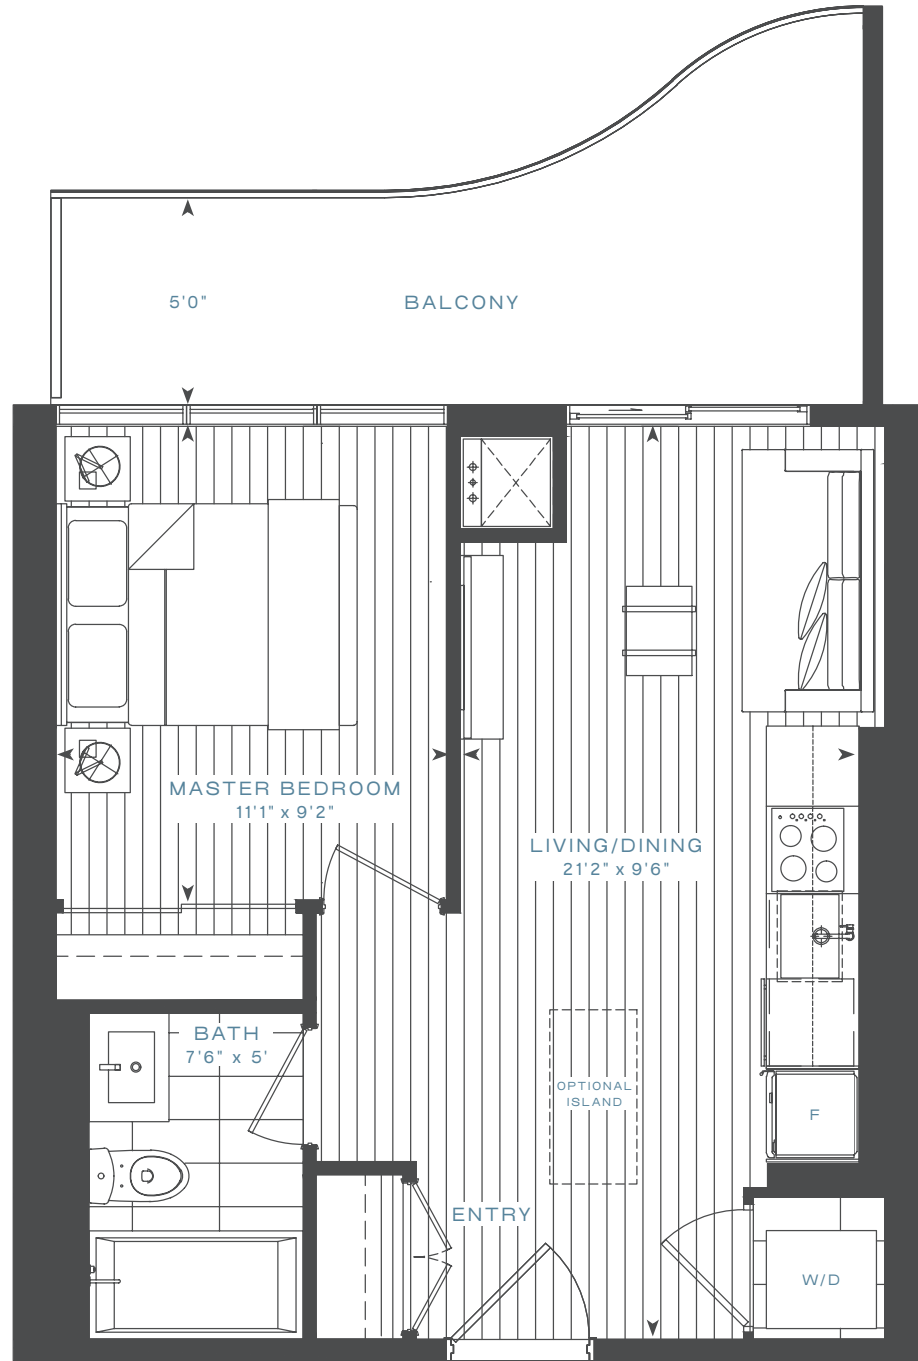 5'0"
BALCONY
MASTER BEDROOM
11'1" x 9'2"
LIVING/DINING
21'2" x 9'6"
BATH
7'6" x 5'
OPTIONAL
ISLAND
F
ENTRY
W/D